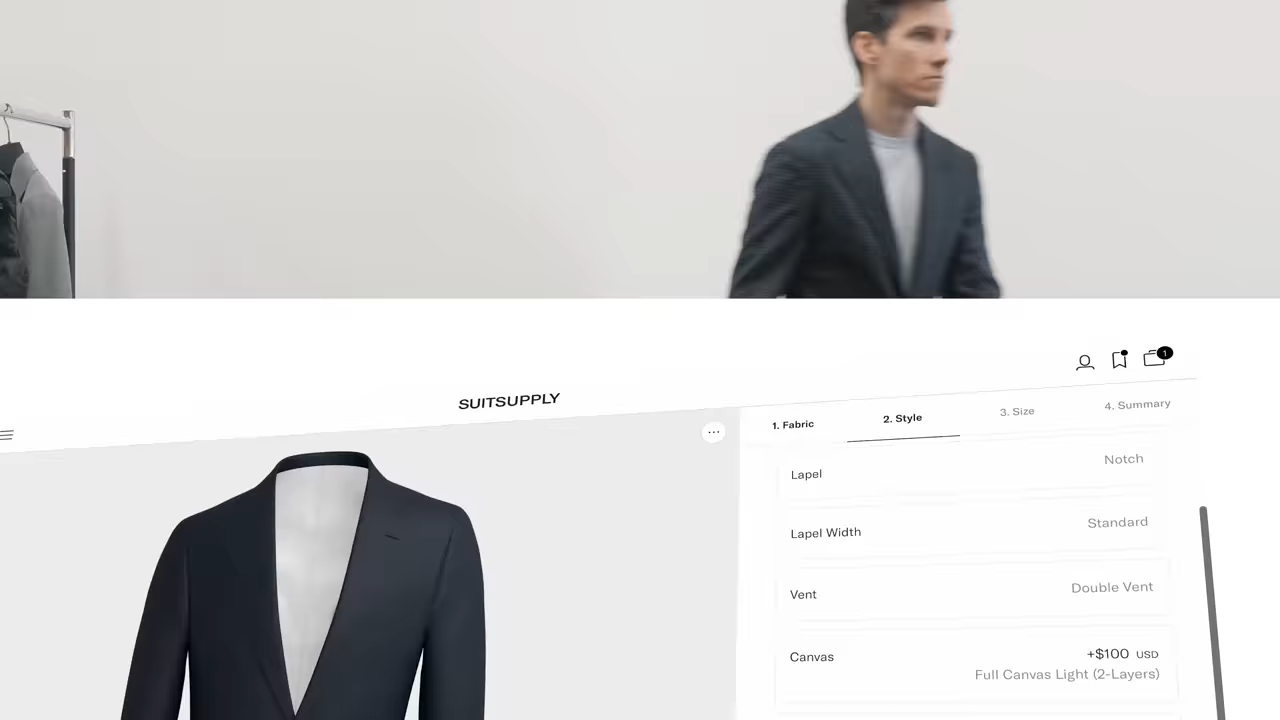 1
SUITSUPPLY
1. Fabric
2. Style
3. Size
4. Summary
Lapel
Notch
Lapel Width
Standard
Vent
Double Vent
Canvas
+$100 USD
Full Canvas Light (2-Layers)